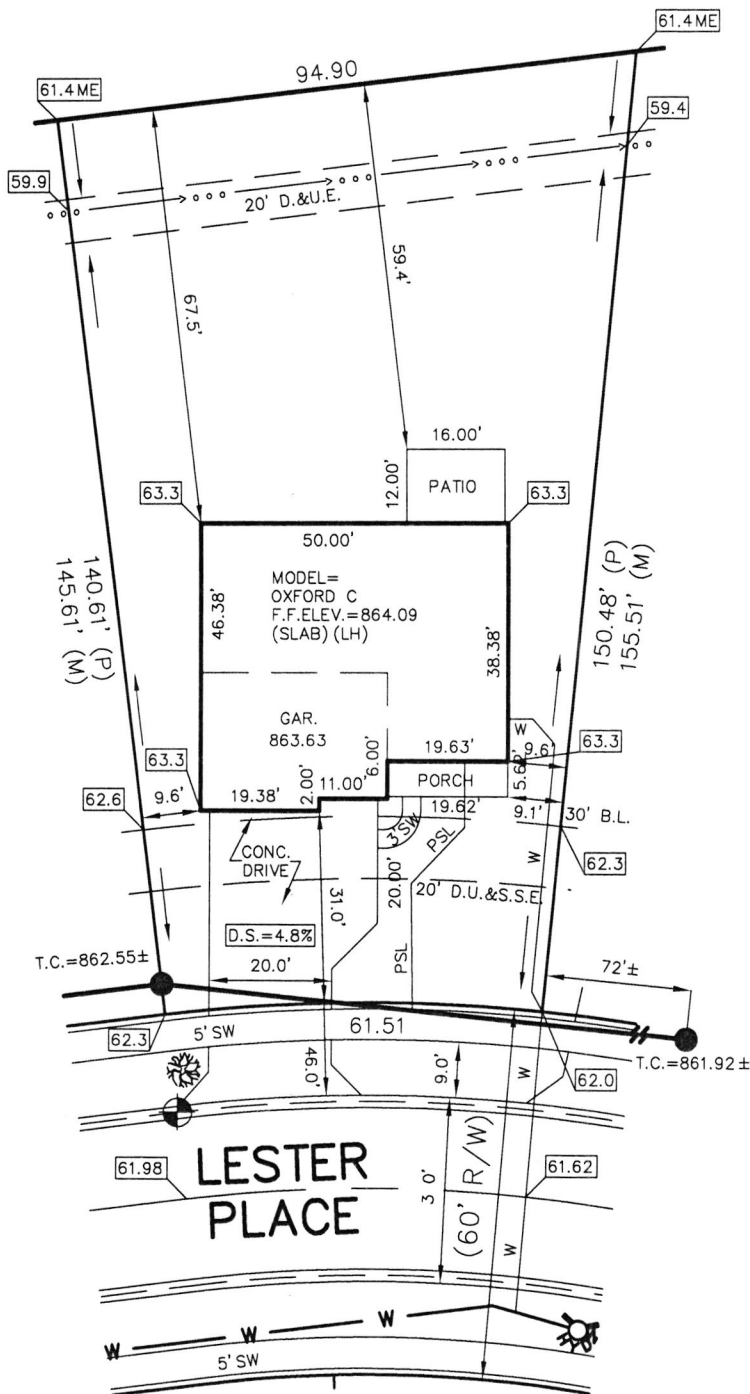 61.4 ME
94.90
61.4 ME
59.4
59.9
20' D.&U.E.
67.5'
59.4'
16.00'
12.00'
PATIO
63.3
63.3
50.00'
140.61' (P)
145.61' (M)
46.38'
MODEL=
OXFORD C
F.F.ELEV.=864.09
(SLAB) (LH)
38.38'
150.48' (P)
155.51' (M)
GAR.
863.63
6.00'
19.63'
W
9.6'
63.3
63.3
62.6
9.6'
19.38'
2.00'
11.00'
PORCH
19.62'
9.1'
30' B.L.
3'SW
PSL
CONC.
DRIVE
62.3
W
31.0'
20.00'
20' D.U.&S.S.E.
D.S.=4.8%
T.C.=862.55±
20.0'
PSL
72'±
62.3
5' SW
61.51
T.C.=861.92±
46.0'
9.0'
W
62.0
LESTER
PLACE
61.98
61.62
3 0'
(60' R/W)
W
W
W
W
5' SW